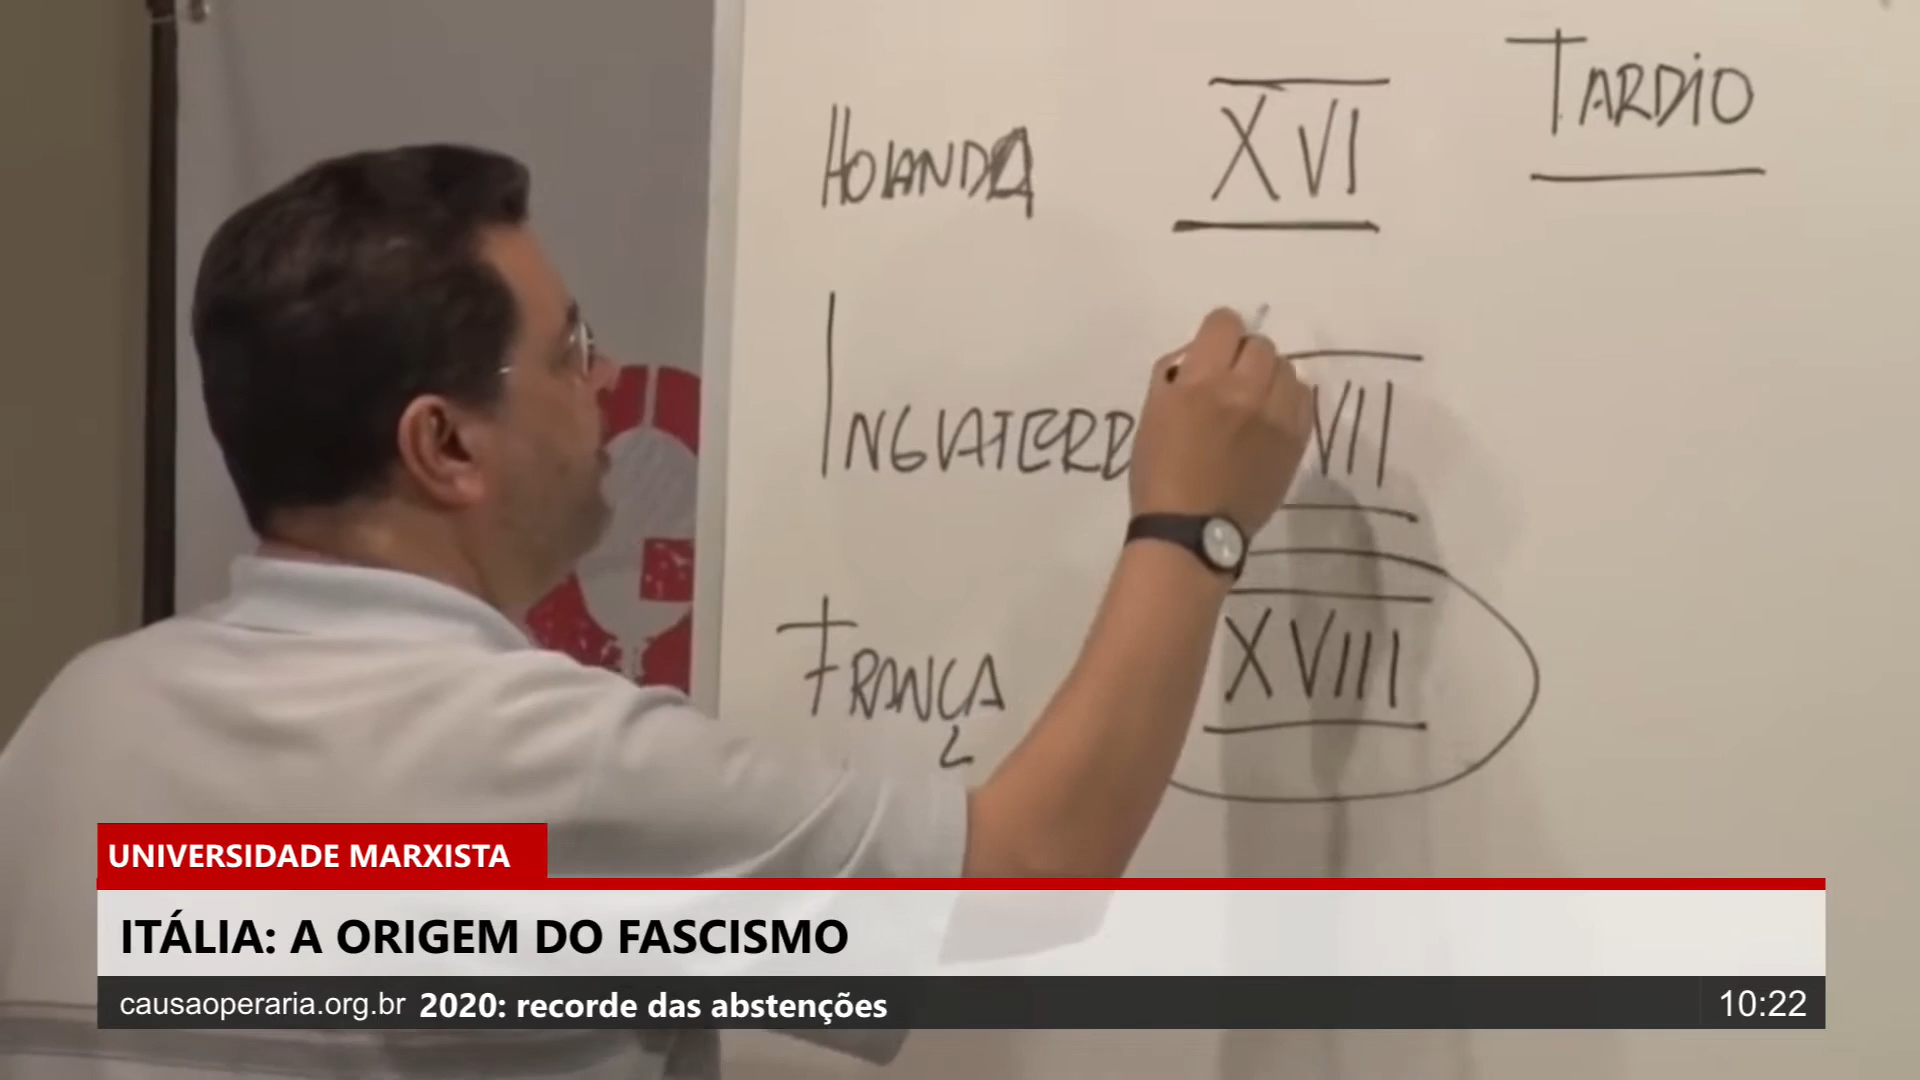 HOLANDA XVI TARDIO
INGLATERR VII
FRANÇA XVIII
UNIVERSIDADE MARXISTA
ITÁLIA: A ORIGEM DO FASCISMO
causaoperaria.org.br 2020: recorde das abstenções 10:22